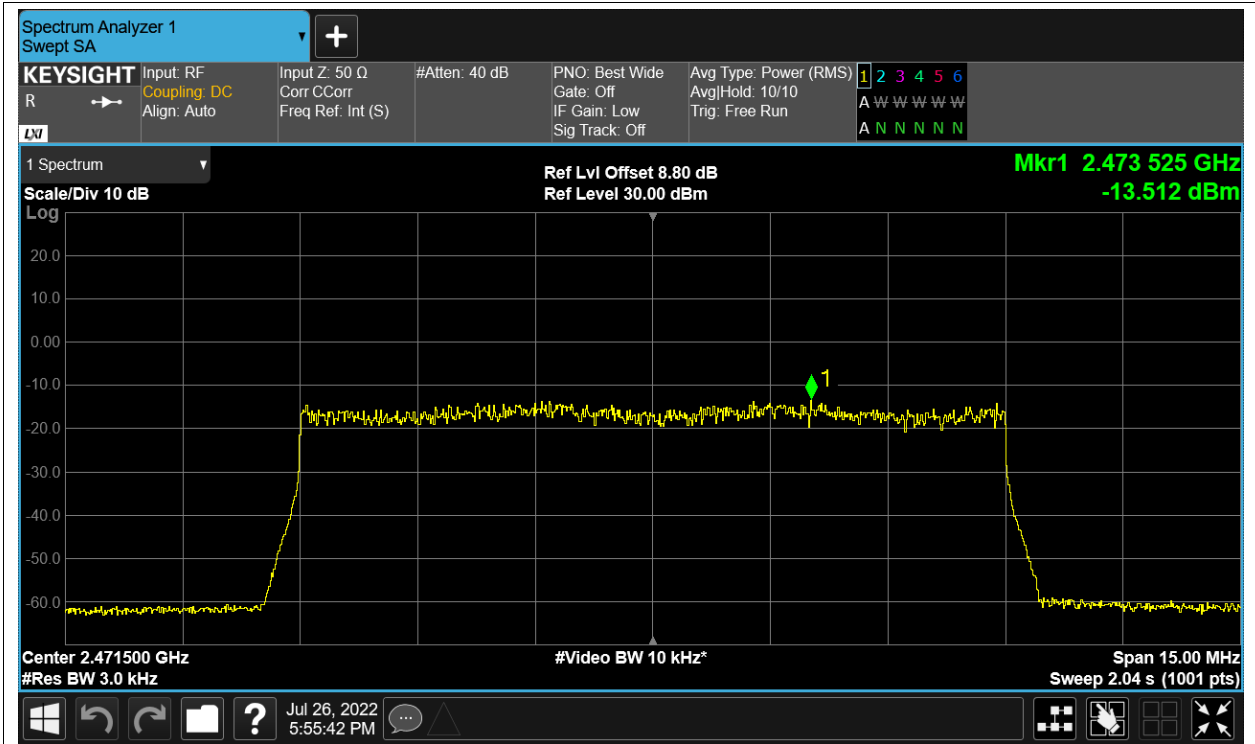 Spectrum Analyzer 1
Swept SA
KEYSIGHT
R
LXI
Input: RF
Coupling: DC
Align: Auto
Input Z: 50 Ω
Corr CCorr
Freq Ref: Int (S)
#Atten: 40 dB
PNO: Best Wide
Gate: Off
IF Gain: Low
Sig Track: Off
Avg Type: Power (RMS)
Avg|Hold: 10/10
Trig: Free Run
1 2 3 4 5 6
A W W W W W
A N N N N N
1 Spectrum
Scale/Div 10 dB
Log
Ref Lvl Offset 8.80 dB
Ref Level 30.00 dBm
Mkr1 2.473 525 GHz
-13.512 dBm
20.0
10.0
0.00
-10.0
-20.0
-30.0
-40.0
-50.0
-60.0
1
Center 2.471500 GHz
#Res BW 3.0 kHz
#Video BW 10 kHz*
Span 15.00 MHz
Sweep 2.04 s (1001 pts)
?
Jul 26, 2022
5:55:42 PM